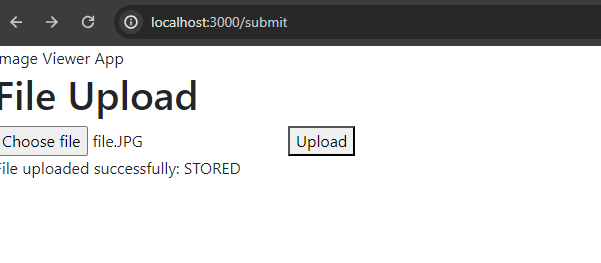 localhost:3000/submit
mage Viewer App
File Upload
Choose file file.JPG Upload
File uploaded successfully: STORED